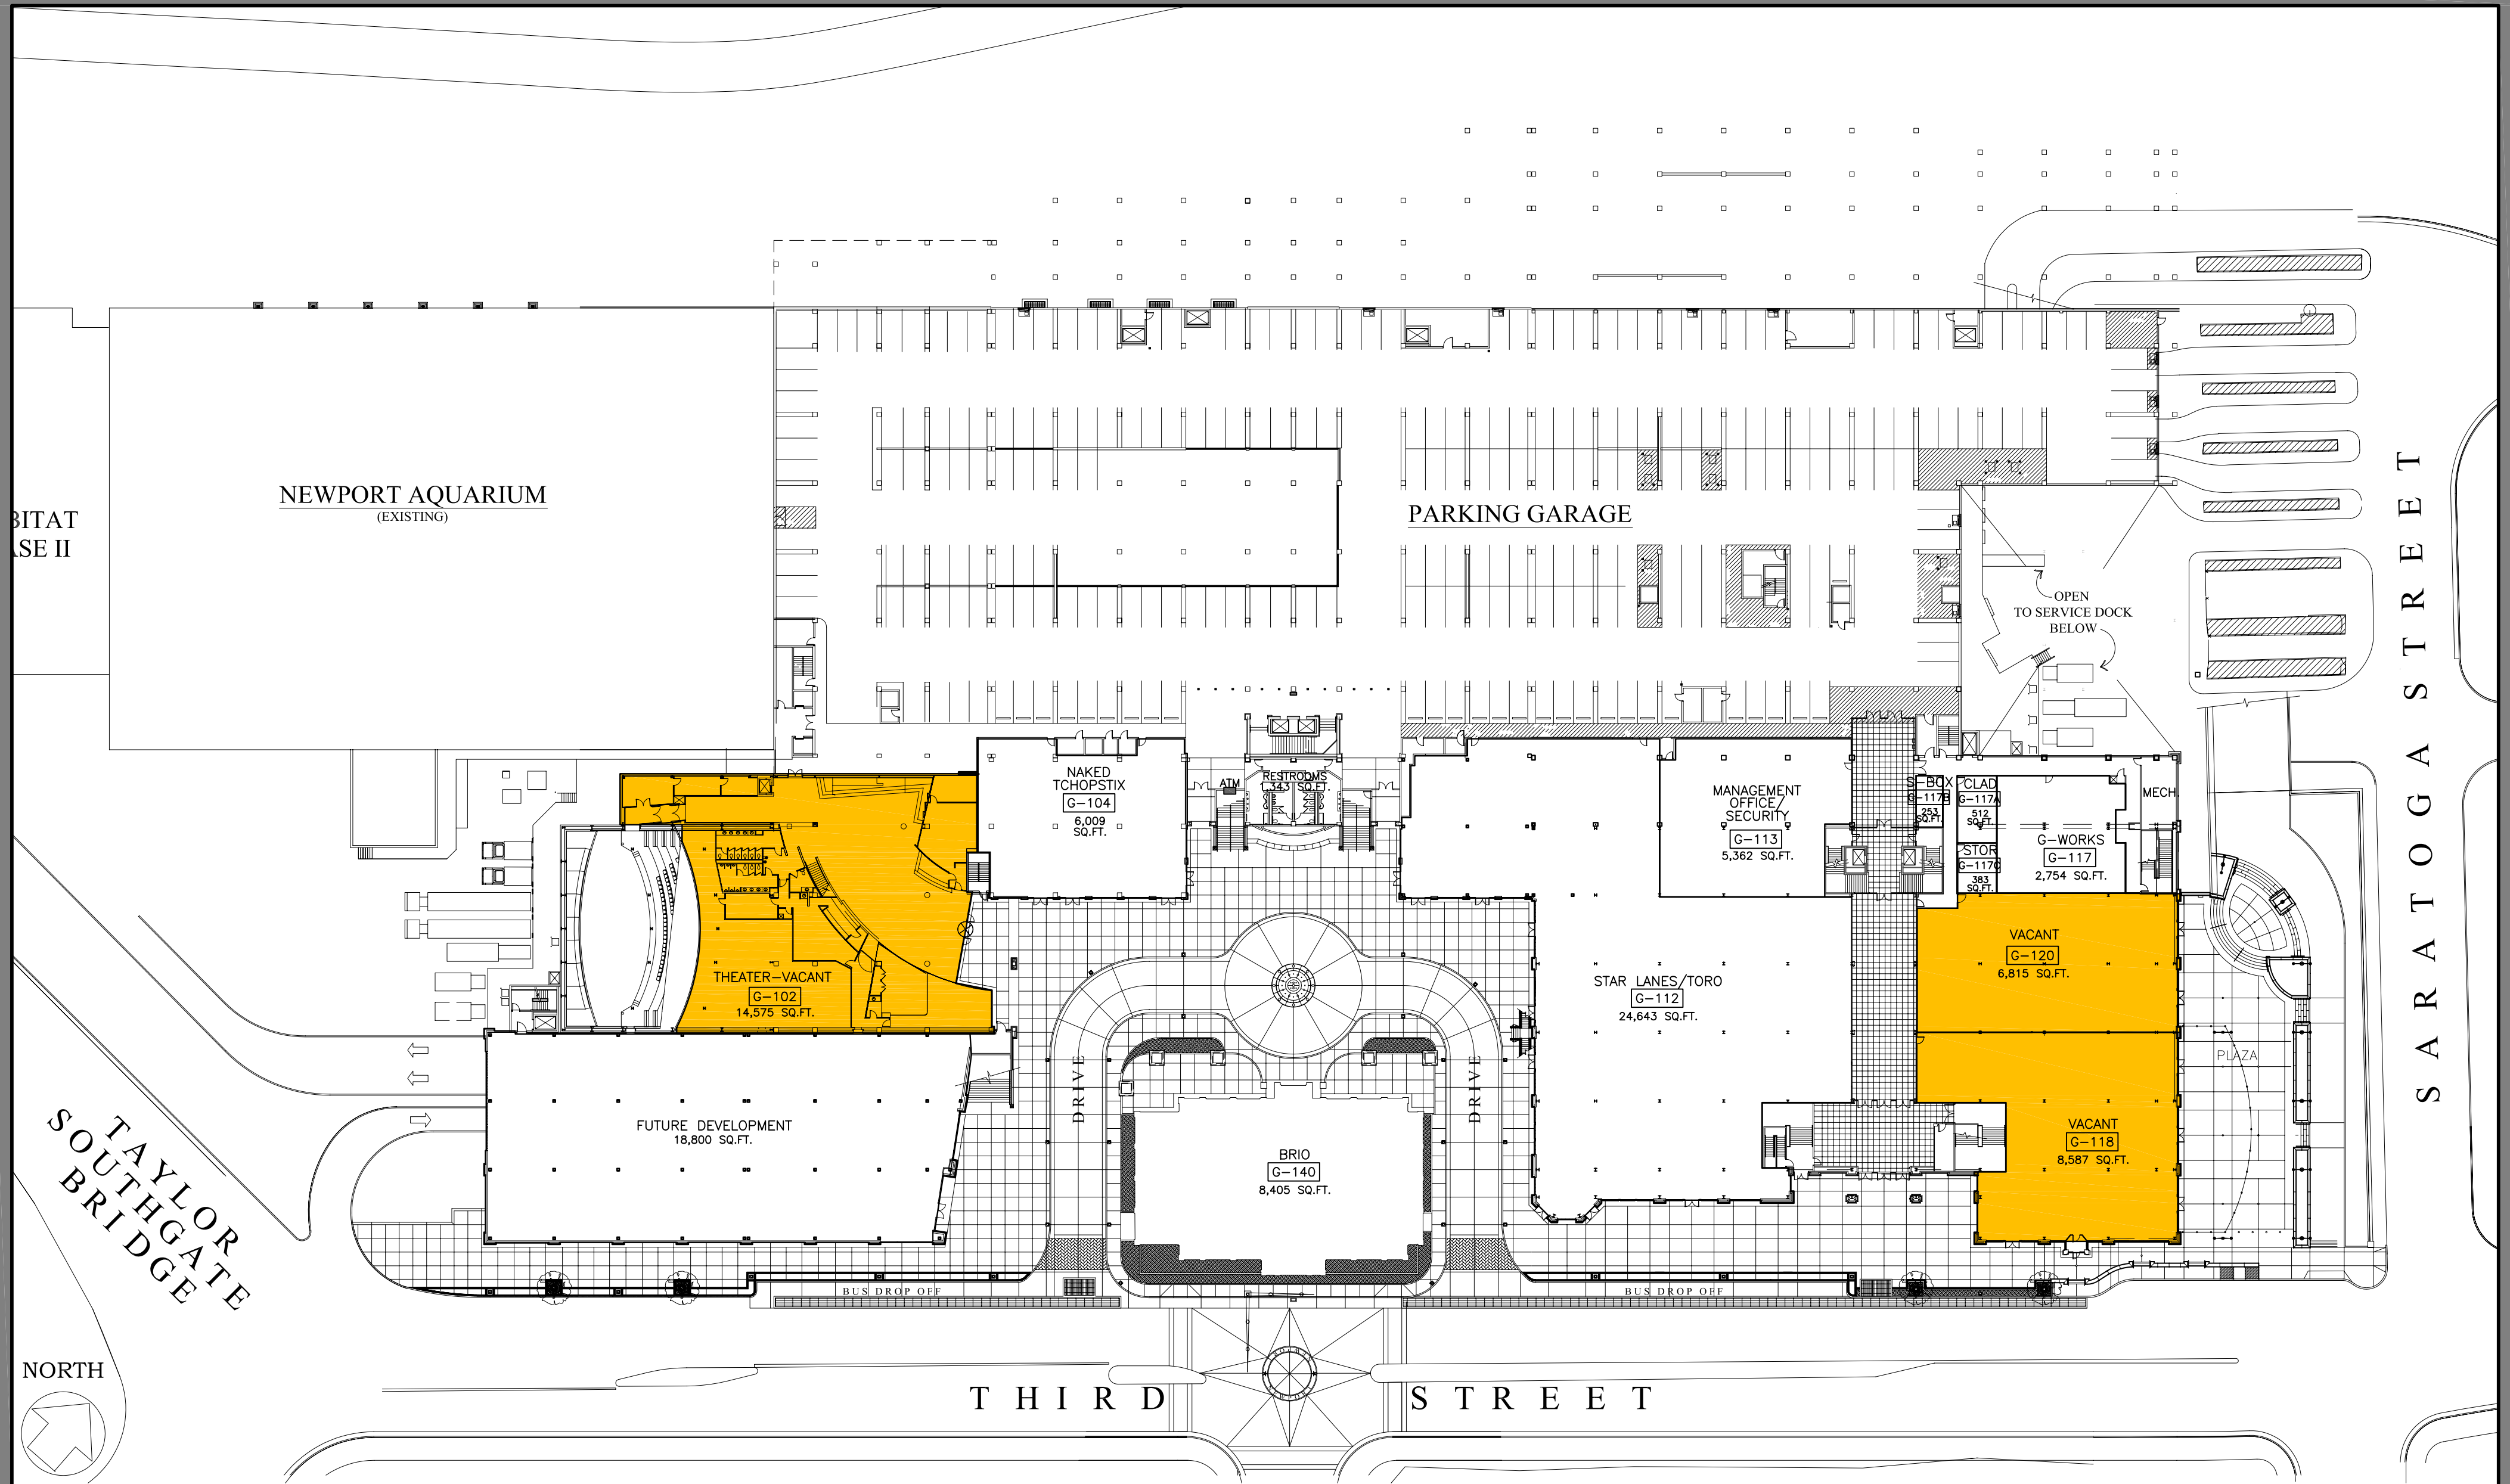 NEWPORT AQUARIUM
(EXISTING)
BITAT
ASE II
PARKING GARAGE
OPEN
TO SERVICE DOCK
BELOW
SARATOGA STREET
NAKED
TCHOPSTIX
G-104
6,009
SQ.FT.
ATM
RESTROOMS
1,343 SQ.FT.
MANAGEMENT
OFFICE/
SECURITY
G-113
5,362 SQ.FT.
S-BOX
G-117B
253
SQ.FT.
CLAD
G-117A
512
SQ.FT.
STOR
G-117C
383
SQ.FT.
MECH.
G-WORKS
G-117
2,754 SQ.FT.
VACANT
G-120
6,815 SQ.FT.
THEATER-VACANT
G-102
14,575 SQ.FT.
STAR LANES/TORO
G-112
24,643 SQ.FT.
PLAZA
DRIVE
DRIVE
FUTURE DEVELOPMENT
18,800 SQ.FT.
VACANT
G-118
8,587 SQ.FT.
BRIO
G-140
8,405 SQ.FT.
TAYLOR
SOUTHGATE
BRIDGE
BUS DROP OFF
BUS DROP OFF
NORTH
THIRD STREET